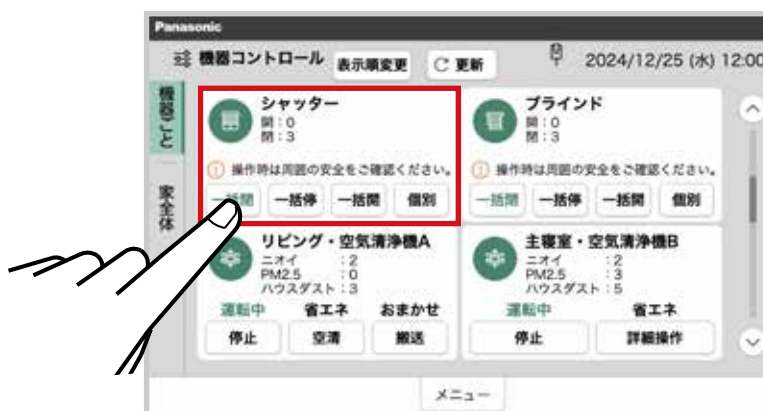 Panasonic
機器コントロール 表示順変更 更新 2024/12/25 (水) 12:00
機器ごと
家全体
シャッター
開：0
閉：3
操作時は周囲の安全をご確認ください。
一括閉 一括停 一括開 個別
ブラインド
開：0
閉：3
操作時は周囲の安全をご確認ください。
一括閉 一括停 一括開 個別
リビング・空気清浄機A
ニオイ ：2
PM2.5 ：0
ハウスダスト：3
運転中 省エネ おまかせ
停止 空清 搬送
主寝室・空気清浄機B
ニオイ ：2
PM2.5 ：3
ハウスダスト：5
運転中 省エネ
停止 詳細操作
メニュー